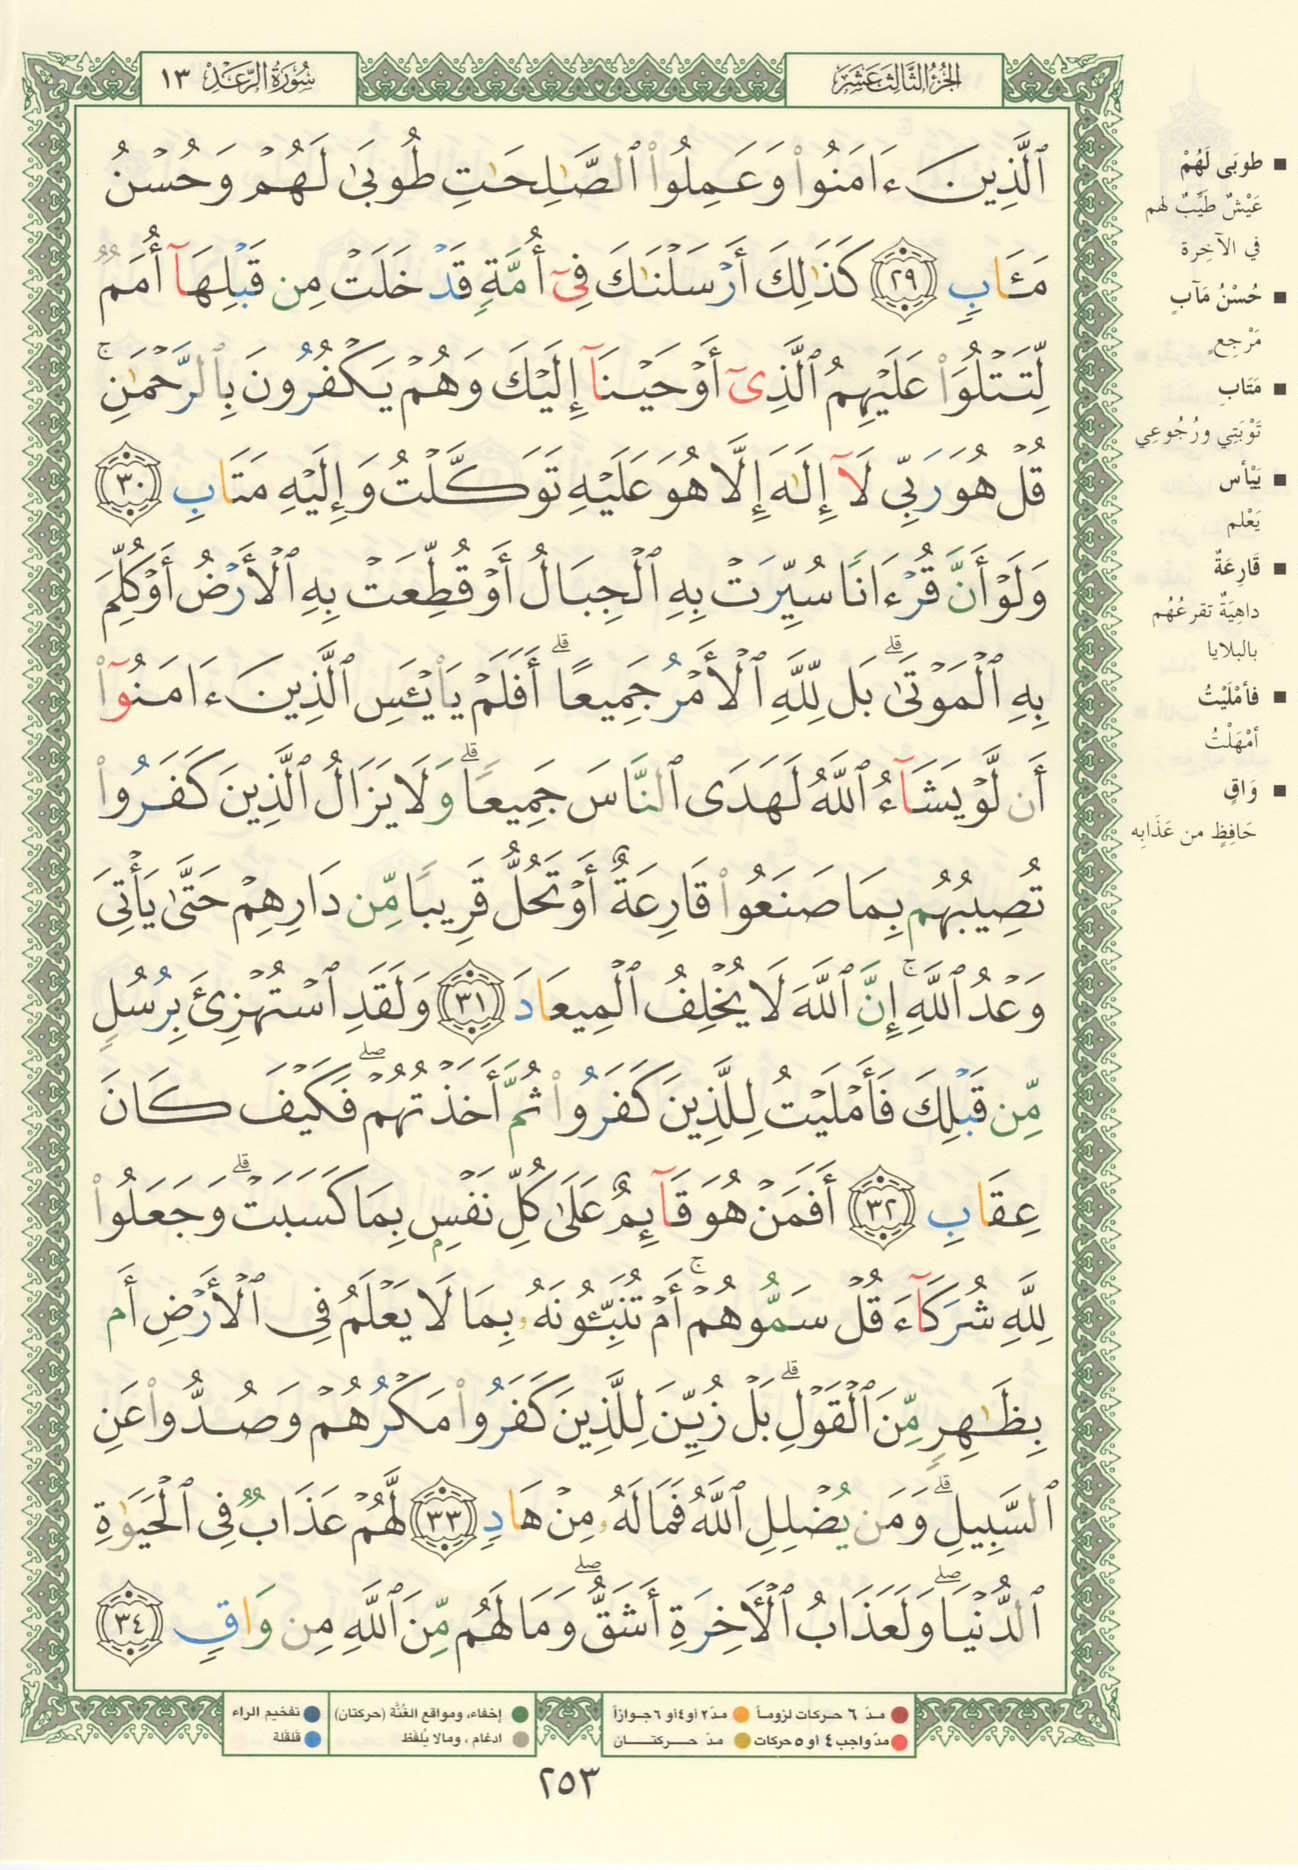 الجزء الثالث عشر
سورة الرعد ١٣
ٱلَّذِينَ ءَامَنُوا۟ وَعَمِلُوا۟ ٱلصَّـٰلِحَـٰتِ طُوبَىٰ لَهُمْ وَحُسْنُ
مَـَٔابٍ ٢٩ كَذَٰلِكَ أَرْسَلْنَـٰكَ فِىٓ أُمَّةٍ قَدْ خَلَتْ مِن قَبْلِهَآ أُمَمٌ
لِّتَتْلُوَا۟ عَلَيْهِمُ ٱلَّذِىٓ أَوْحَيْنَآ إِلَيْكَ وَهُمْ يَكْفُرُونَ بِٱلرَّحْمَـٰنِ ۚ
قُلْ هُوَ رَبِّى لَآ إِلَـٰهَ إِلَّا هُوَ عَلَيْهِ تَوَكَّلْتُ وَإِلَيْهِ مَتَابِ ٣٠
وَلَوْ أَنَّ قُرْءَانًا سُيِّرَتْ بِهِ ٱلْجِبَالُ أَوْ قُطِّعَتْ بِهِ ٱلْأَرْضُ أَوْ كُلِّمَ
بِهِ ٱلْمَوْتَىٰ ۗ بَل لِّلَّهِ ٱلْأَمْرُ جَمِيعًا ۗ أَفَلَمْ يَا۟يْـَٔسِ ٱلَّذِينَ ءَامَنُوٓا۟
أَن لَّوْ يَشَآءُ ٱللَّهُ لَهَدَى ٱلنَّاسَ جَمِيعًا ۗ وَلَا يَزَالُ ٱلَّذِينَ كَفَرُوا۟
تُصِيبُهُم بِمَا صَنَعُوا۟ قَارِعَةٌ أَوْ تَحُلُّ قَرِيبًا مِّن دَارِهِمْ حَتَّىٰ يَأْتِىَ
وَعْدُ ٱللَّهِ ۚ إِنَّ ٱللَّهَ لَا يُخْلِفُ ٱلْمِيعَادَ ٣١ وَلَقَدِ ٱسْتُهْزِئَ بِرُسُلٍ
مِّن قَبْلِكَ فَأَمْلَيْتُ لِلَّذِينَ كَفَرُوا۟ ثُمَّ أَخَذْتُهُمْ ۖ فَكَيْفَ كَانَ
عِقَابِ ٣٢ أَفَمَنْ هُوَ قَآئِمٌ عَلَىٰ كُلِّ نَفْسٍۭ بِمَا كَسَبَتْ ۗ وَجَعَلُوا۟
لِلَّهِ شُرَكَآءَ قُلْ سَمُّوهُمْ ۚ أَمْ تُنَبِّـُٔونَهُۥ بِمَا لَا يَعْلَمُ فِى ٱلْأَرْضِ أَم
بِظَـٰهِرٍ مِّنَ ٱلْقَوْلِ ۗ بَلْ زُيِّنَ لِلَّذِينَ كَفَرُوا۟ مَكْرُهُمْ وَصُدُّوا۟ عَنِ
ٱلسَّبِيلِ ۗ وَمَن يُضْلِلِ ٱللَّهُ فَمَا لَهُۥ مِنْ هَادٍ ٣٣ لَّهُمْ عَذَابٌ فِى ٱلْحَيَوٰةِ
ٱلدُّنْيَا ۖ وَلَعَذَابُ ٱلْـَٔاخِرَةِ أَشَقُّ ۖ وَمَا لَهُم مِّنَ ٱللَّهِ مِن وَاقٍ ٣٤
طوبَى لَهُمْ
عَيْشٌ طَيِّبٌ لهم
في الآخِرة
حُسْنُ مَآبٍ
مَرْجِعٍ
مَتَابِ
تَوْبَتِي ورُجُوعِي
يَيْأس
يَعْلم
قَارِعَةٌ
داهِيَةٌ تقرعُهُم
بالبلايا
فأمْلَيْتُ
أمْهَلْتُ
وَاقٍ
حَافِظٍ من عَذَابِه
مدّ ٦ حركات لزوماً
مدّ ٢ أو ٤ أو ٦ جوازاً
مدّ واجب ٤ أو ٥ حركات
مدّ حركتان
إخفاء، ومواقع الغُنَّة (حركتان)
ادغام ، ومالا يُلفَظ
تفخيم الراء
قلقلة
٢٥٣